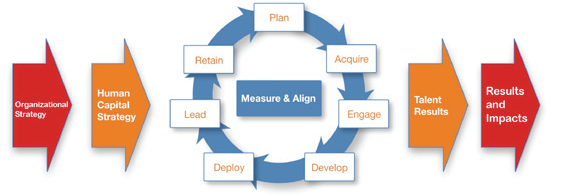 Organizational
Strategy
Human
Capital
Strategy
Plan
Acquire
Engage
Develop
Deploy
Lead
Retain
Measure & Align
Talent
Results
Results
and
Impacts